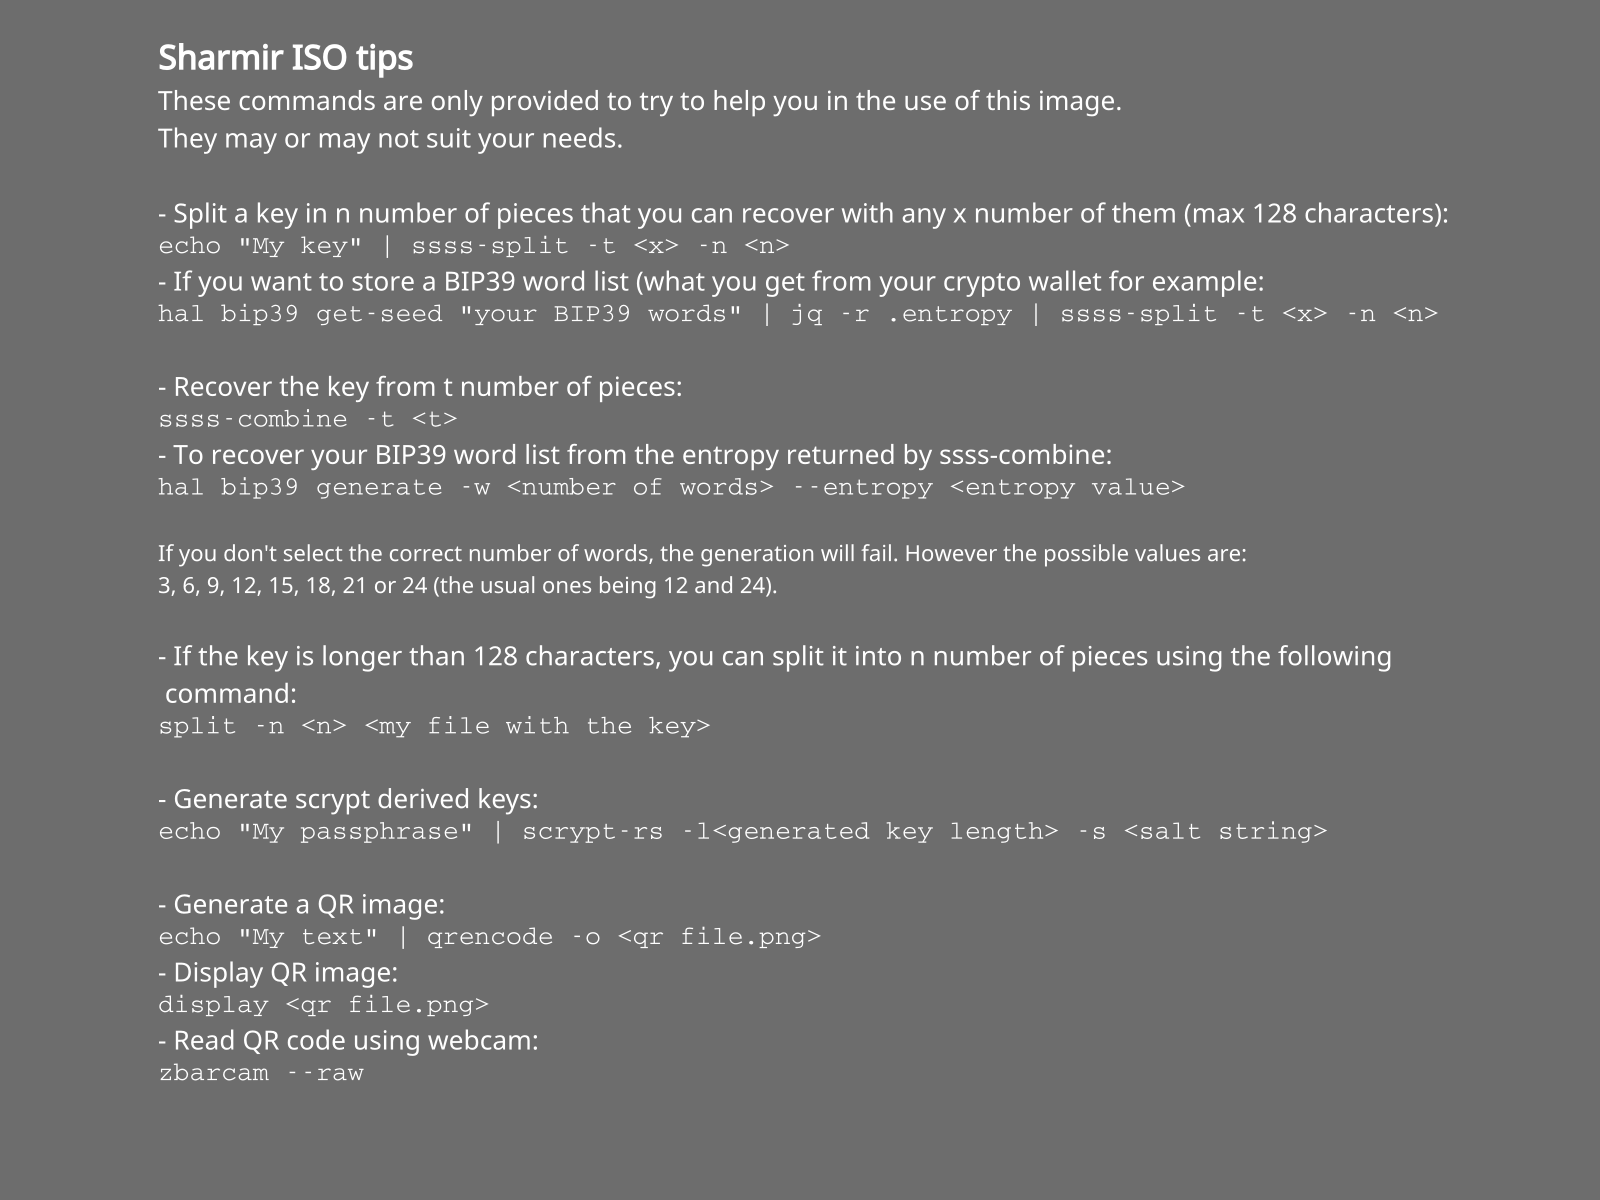 Sharmir ISO tips
These commands are only provided to try to help you in the use of this image.
They may or may not suit your needs.
- Split a key in n number of pieces that you can recover with any x number of them (max 128 characters):
echo "My key" | ssss-split -t <x> -n <n>
- If you want to store a BIP39 word list (what you get from your crypto wallet for example:
hal bip39 get-seed "your BIP39 words" | jq -r .entropy | ssss-split -t <x> -n <n>
- Recover the key from t number of pieces:
ssss-combine -t <t>
- To recover your BIP39 word list from the entropy returned by ssss-combine:
hal bip39 generate -w <number of words> --entropy <entropy value>
If you don't select the correct number of words, the generation will fail. However the possible values are:
3, 6, 9, 12, 15, 18, 21 or 24 (the usual ones being 12 and 24).
- If the key is longer than 128 characters, you can split it into n number of pieces using the following
command:
split -n <n> <my file with the key>
- Generate scrypt derived keys:
echo "My passphrase" | scrypt-rs -l<generated key length> -s <salt string>
- Generate a QR image:
echo "My text" | qrencode -o <qr file.png>
- Display QR image:
display <qr file.png>
- Read QR code using webcam:
zbarcam --raw